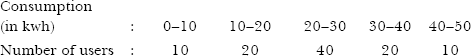 Consumption
(in kwh) : 0–10 10–20 20–30 30–40 40–50
Number of users : 10 20 40 20 10